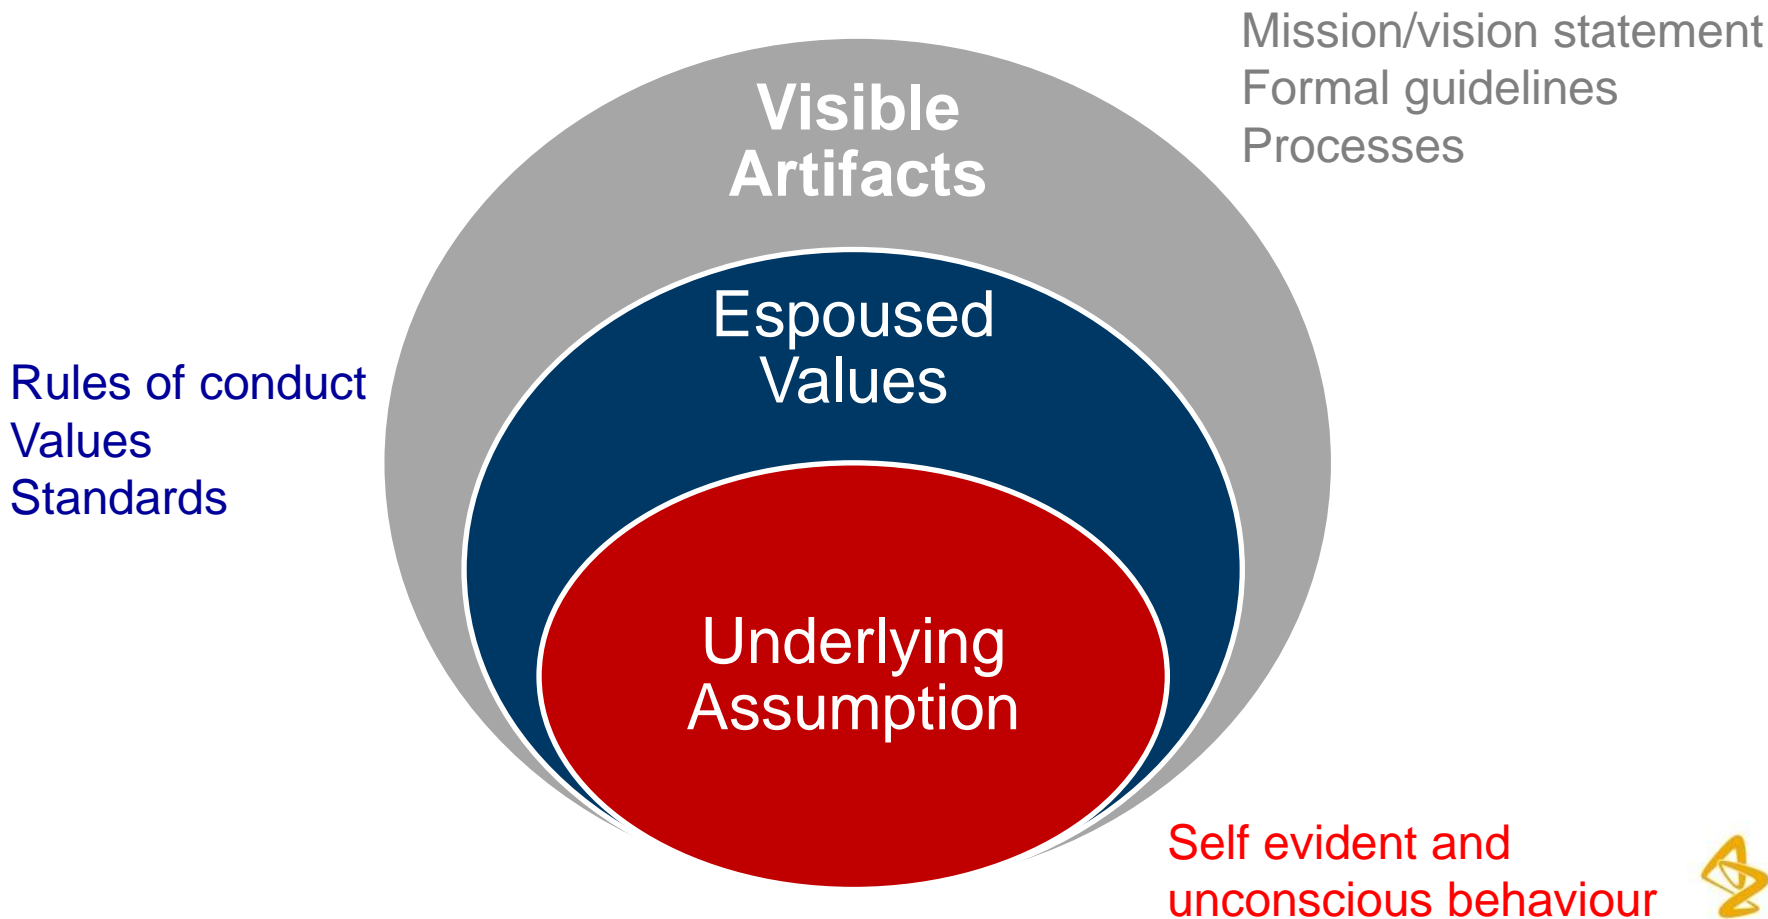 Mission/vision statement
Formal guidelines
Processes
Visible
Artifacts
Espoused
Values
Rules of conduct
Values
Standards
Underlying
Assumption
Self evident and
unconscious behaviour